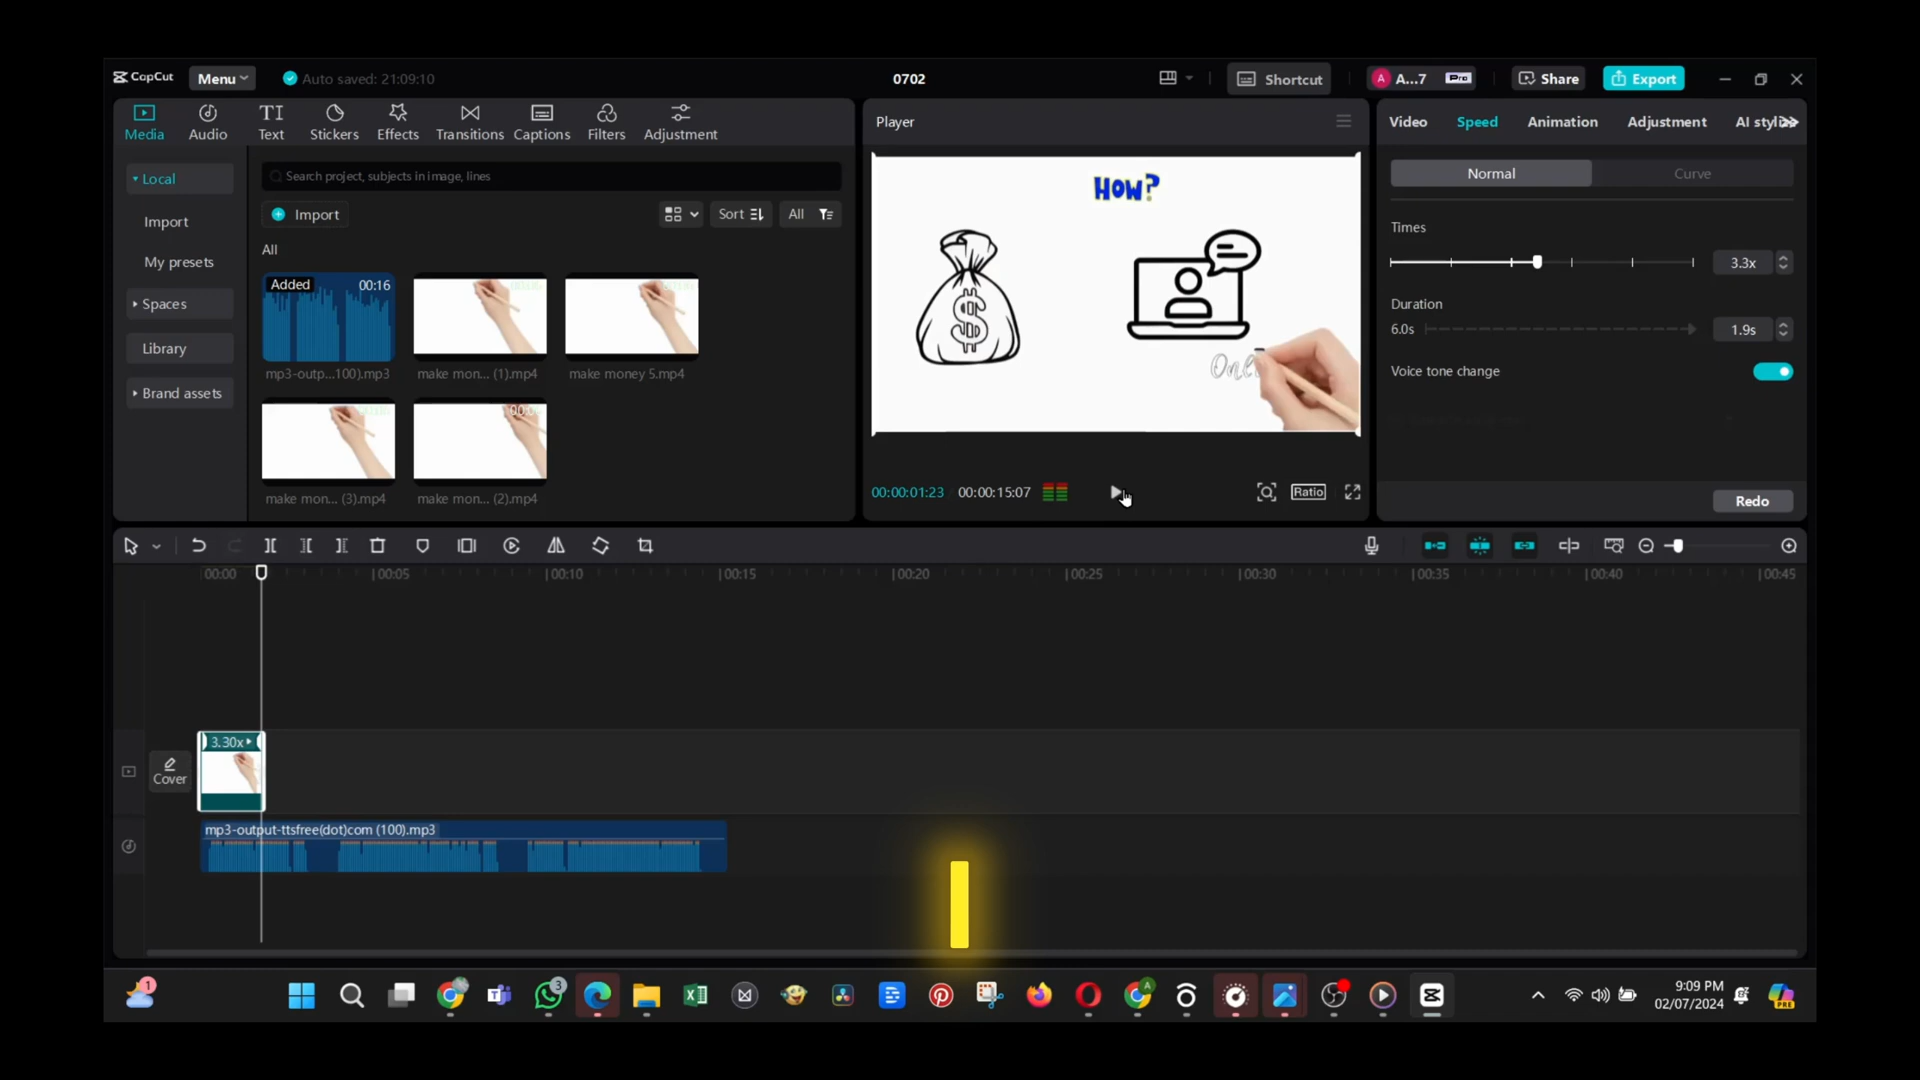 CapCut
Menu
Auto saved: 21:09:10
0702
Shortcut
A...7
Pro
Share
Export
Media
Audio
TI
Text
Stickers
Effects
Transitions
Captions
Filters
Adjustment
Local
Import
My presets
Spaces
Library
Brand assets
Search project, subjects in image, lines
Import
Sort
All
All
Added
00:16
mp3-outp...100).mp3
make mon... (1).mp4
make money 5.mp4
make mon... (3).mp4
make mon... (2).mp4
Player
HOW?
$
00:00:01:23
00:00:15:07
Ratio
Video
Speed
Animation
Adjustment
Normal
Curve
Times
3.3x
Duration
6.0s
1.9s
Voice tone change
Redo
00:00
00:05
00:10
00:15
00:20
00:25
00:30
00:35
00:40
00:45
Cover
3.30x
mp3-output-ttsfree(dot)com (100).mp3
I
1
3
9:09 PM
02/07/2024
PRE